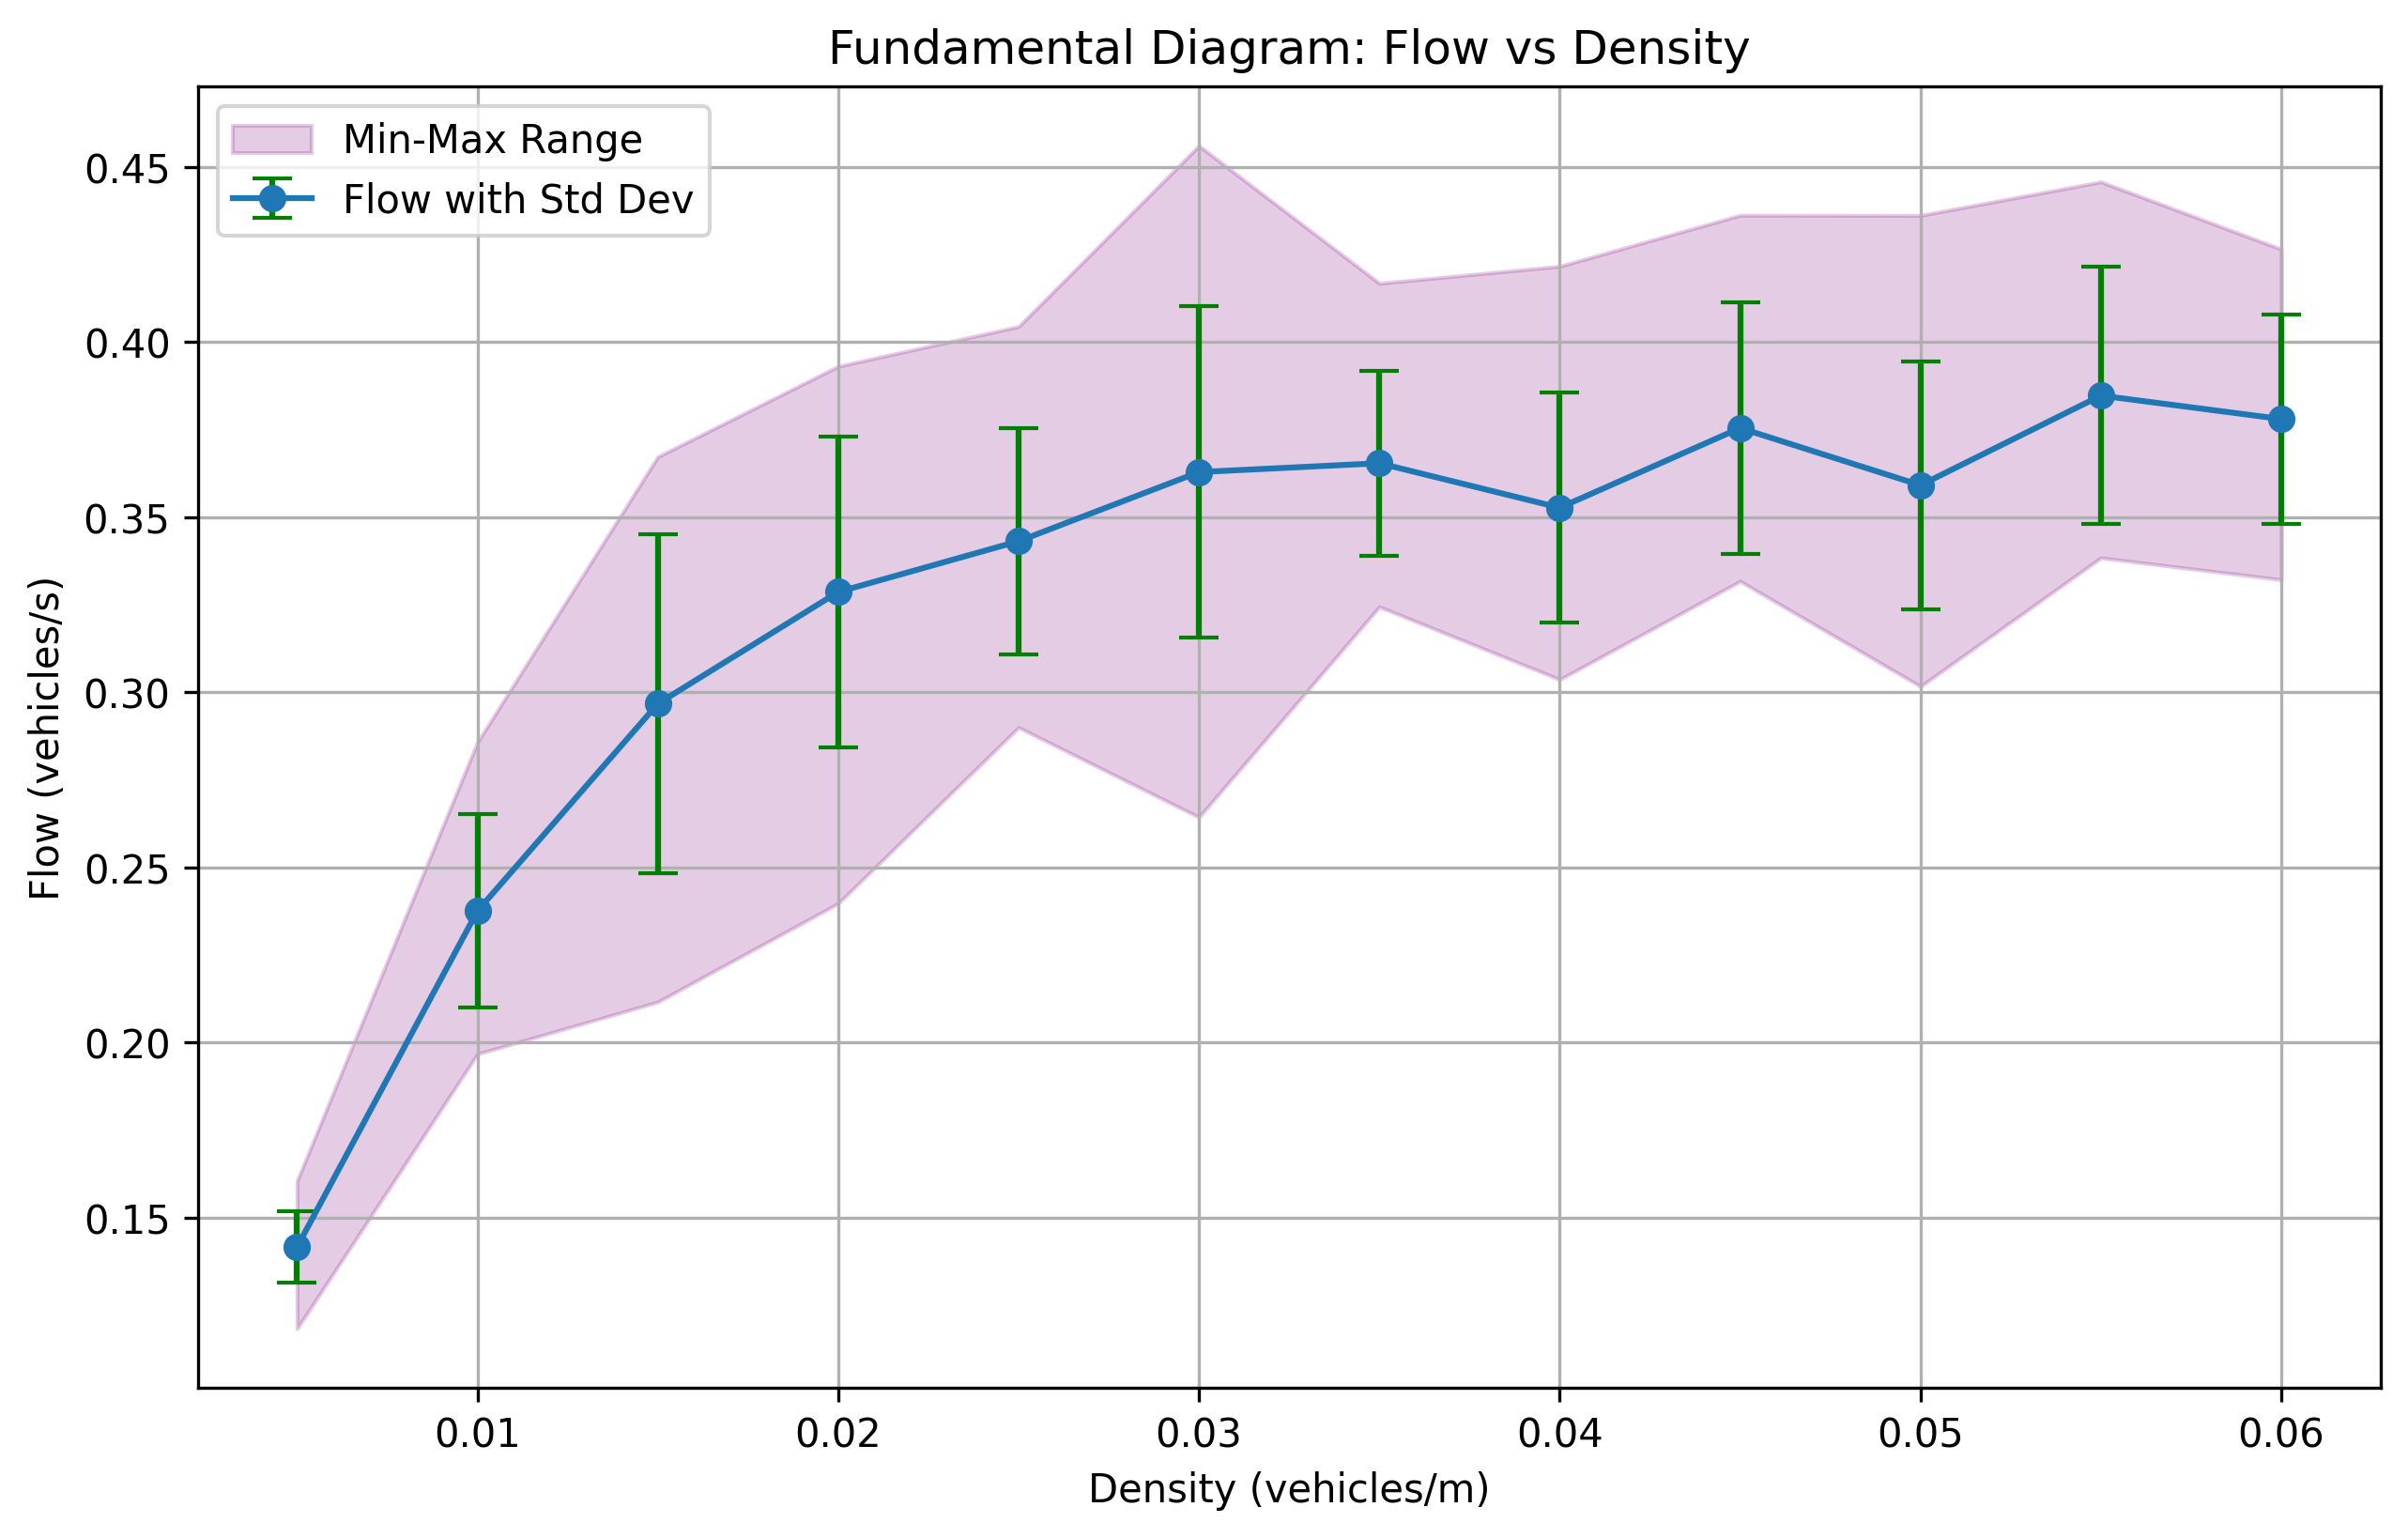 Fundamental Diagram: Flow vs Density
Min-Max Range
Flow with Std Dev
Flow (vehicles/s)
0.45
0.40
0.35
0.30
0.25
0.20
0.15
0.01 0.02 0.03 0.04 0.05 0.06
Density (vehicles/m)